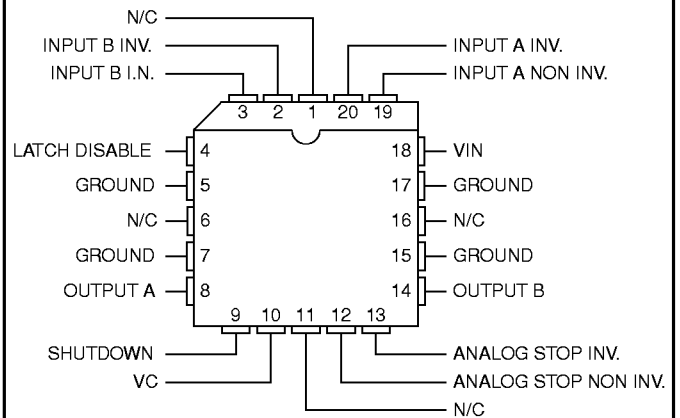 N/C
INPUT B INV.
INPUT A INV.
INPUT B I.N.
INPUT A NON INV.
3 2 1 20 19
LATCH DISABLE 4 18 VIN
GROUND 5 17 GROUND
N/C 6 16 N/C
GROUND 7 15 GROUND
OUTPUT A 8 14 OUTPUT B
9 10 11 12 13
SHUTDOWN
ANALOG STOP INV.
VC
ANALOG STOP NON INV.
N/C